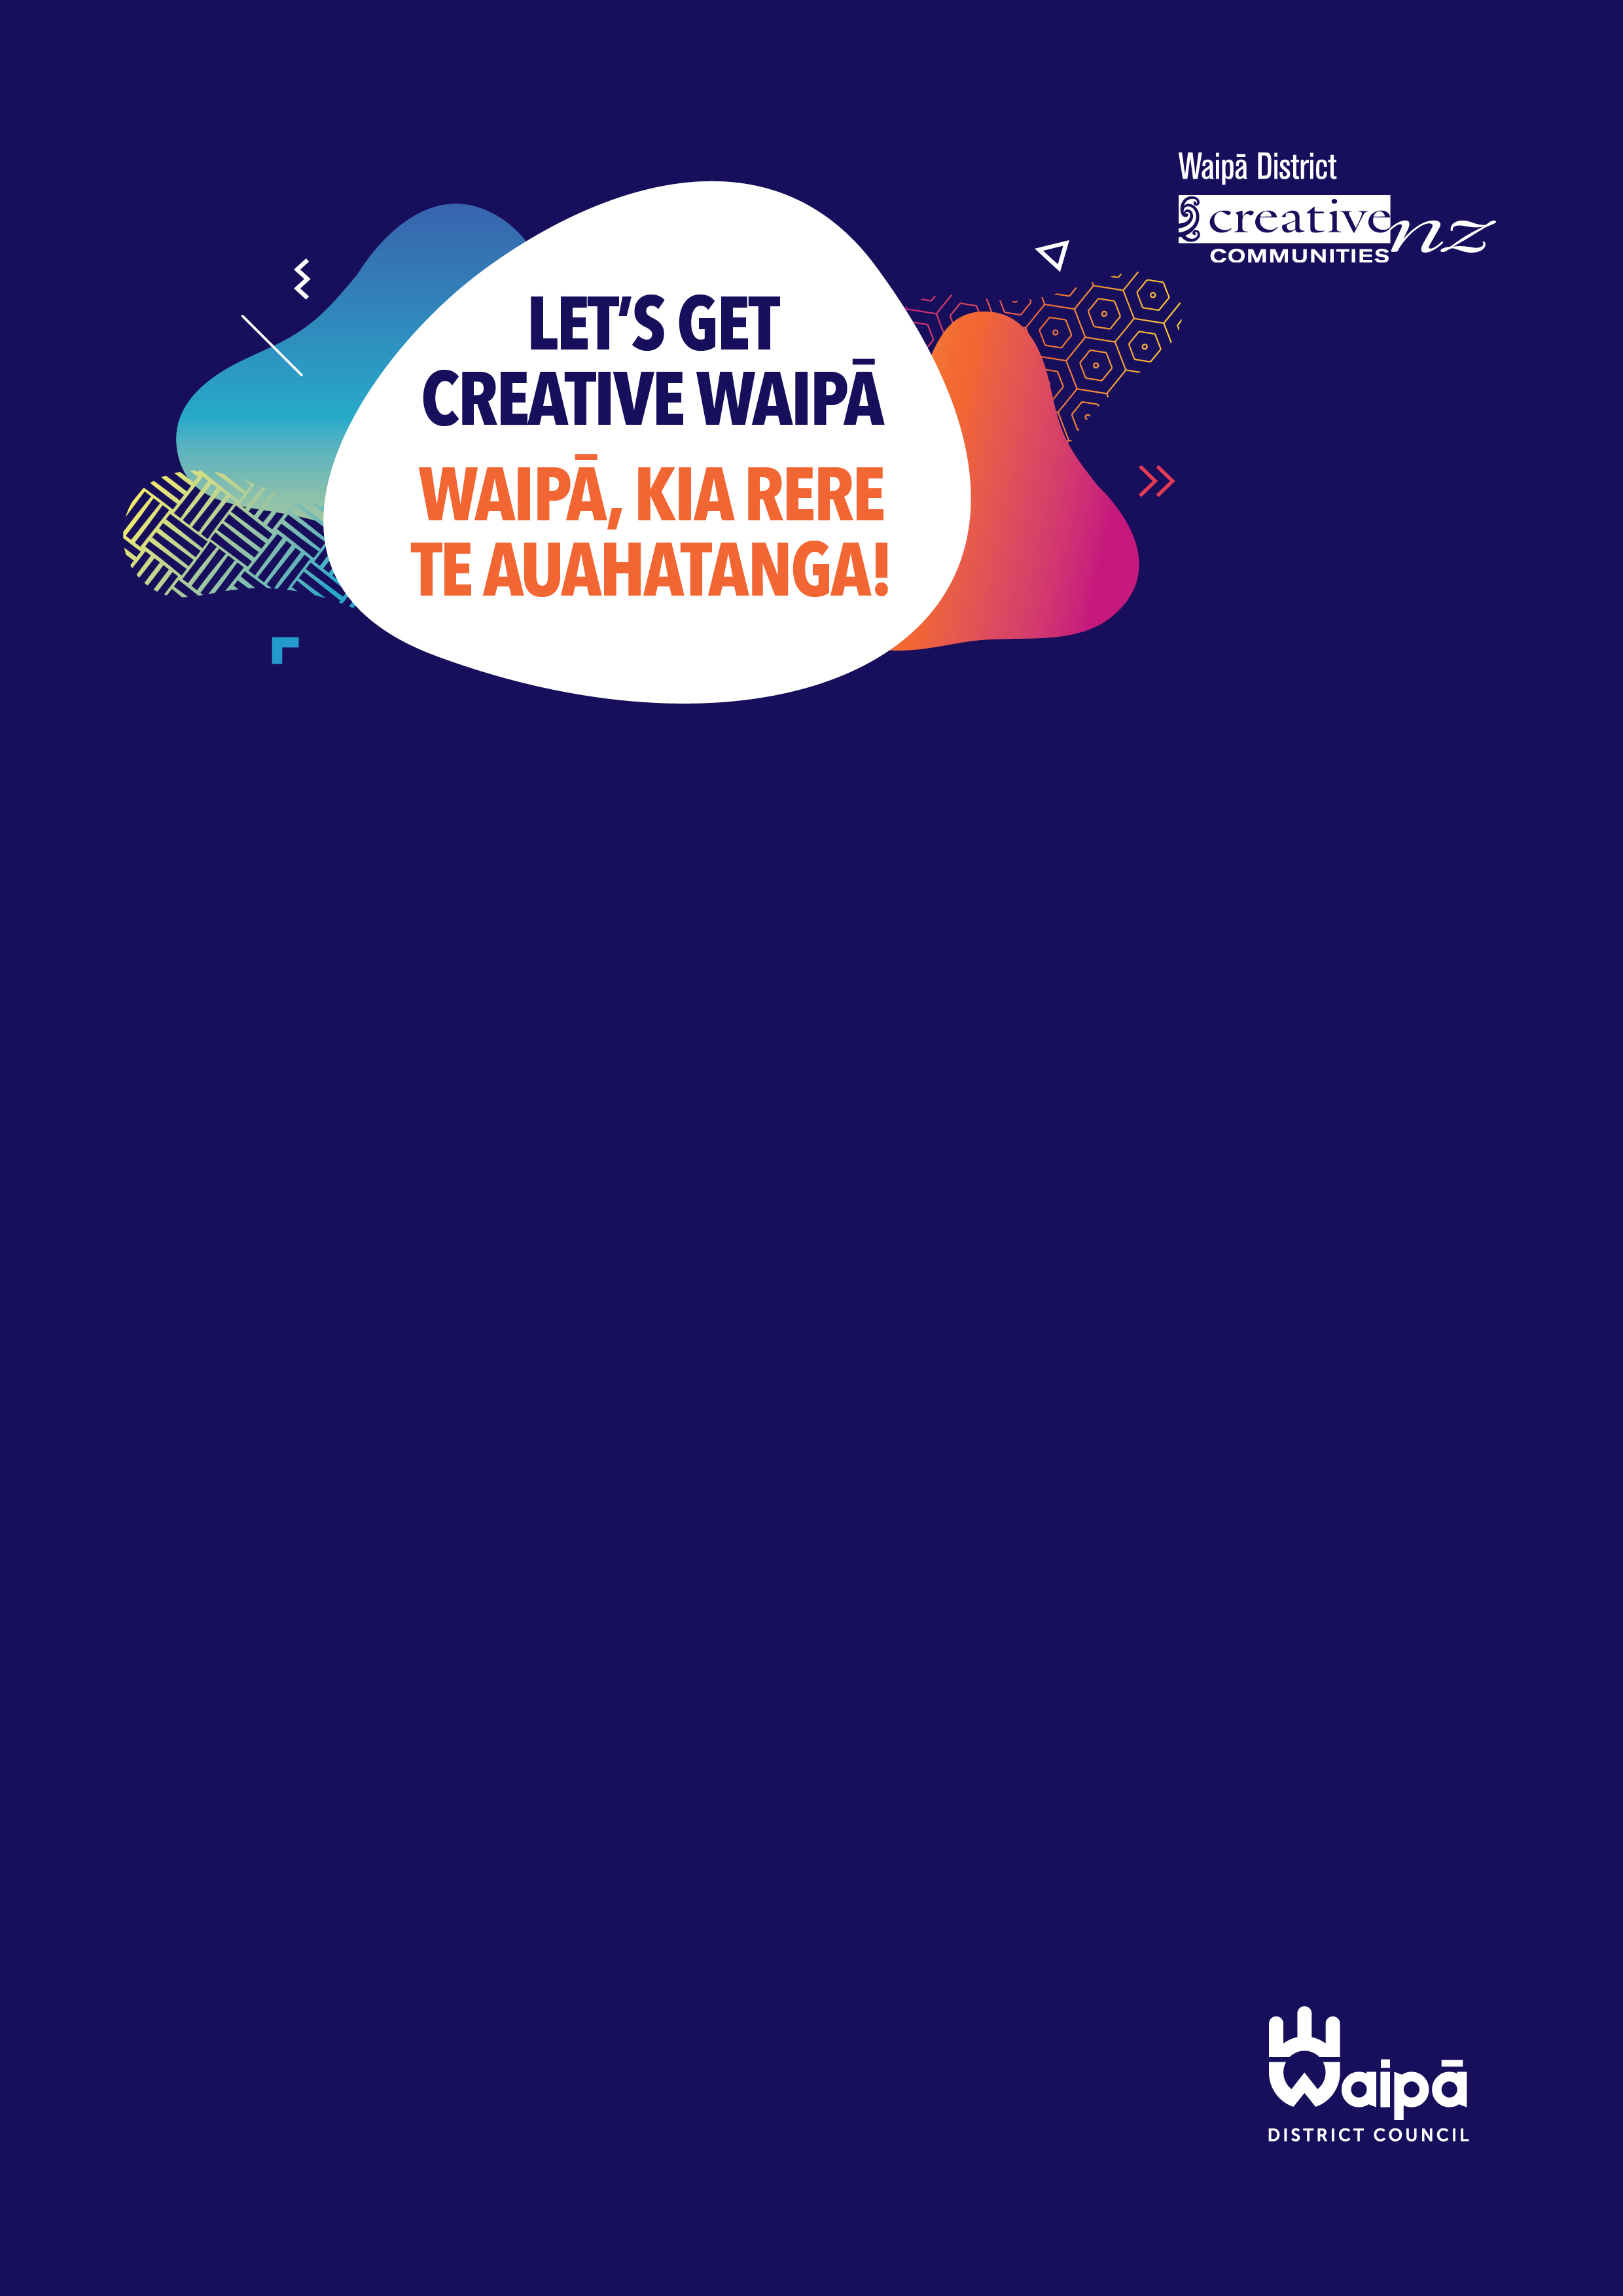 Waipā District
creative nz
COMMUNITIES
LET’S GET
CREATIVE WAIPĀ
WAIPĀ, KIA RERE
TE AUAHATANGA!
Waipā
DISTRICT COUNCIL